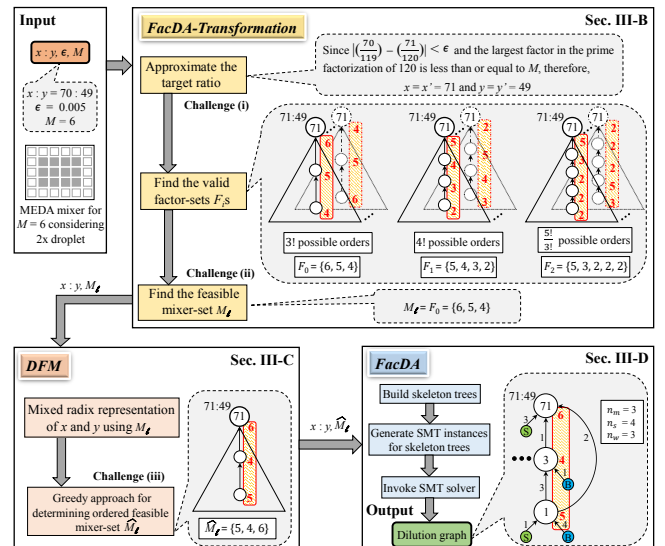 Input
x : y, ϵ, M
x : y = 70 : 49
ϵ = 0.005
M = 6
MEDA mixer for
M = 6 considering
2x droplet
Sec. III-B
FacDA-Transformation
Approximate the
target ratio
Since |(70/119) − (71/120)| < ϵ and the largest factor in the prime
factorization of 120 is less than or equal to M, therefore,
x = x' = 71 and y = y' = 49
Challenge (i)
Find the valid
factor-sets Fᵢs
71:49
71
71
6
5
4
4
5
6
3! possible orders
F₀ = {6, 5, 4}
71:49
71
71
5
4
3
2
2
5
4
3
4! possible orders
F₁ = {5, 4, 3, 2}
71:49
71
71
5
3
2
2
2
2
2
2
5
3
5!/3! possible orders
F₂ = {5, 3, 2, 2, 2}
Challenge (ii)
Find the feasible
mixer-set Mℓ
Mℓ = F₀ = {6, 5, 4}
x : y, Mℓ
Sec. III-C
DFM
Mixed radix representation
of x and y using Mℓ
Challenge (iii)
Greedy approach for
determining ordered feasible
mixer-set M̂ℓ
71:49
71
6
4
5
M̂ℓ = {5, 4, 6}
x : y, M̂ℓ
Sec. III-D
FacDA
Build skeleton trees
Generate SMT instances
for skeleton trees
Invoke SMT solver
Output
Dilution graph
71:49
71
6
3
S
1
2
3
4
1
B
3
1
5
1
S
4
B
nₘ = 3
nₛ = 4
n_w = 3